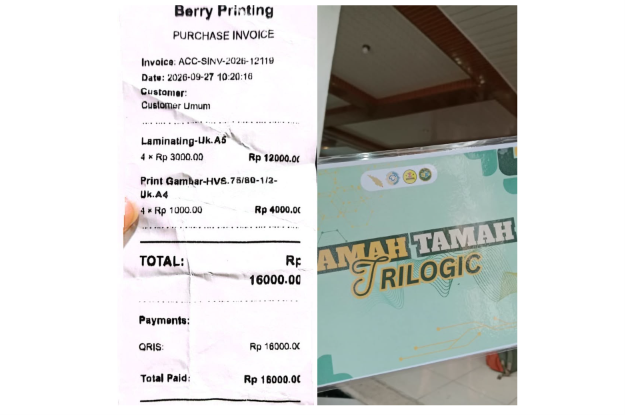 Berry Printing
PURCHASE INVOICE
Invoice: ACC-SINV-2026-12119
Date: 2026-09-27 10:20:16
Customer:
Customer Umum
Laminating-Uk.A5
4 × Rp 3000.00 Rp 12000.00
Print Gambar-HVS.75/80-1/2-
Uk.A4
4 × Rp 1000.00 Rp 4000.00
TOTAL: Rp
16000.00
Payments:
QRIS: Rp 16000.00
Total Paid: Rp 16000.00
AMAH TAMAH
TRILOGIC